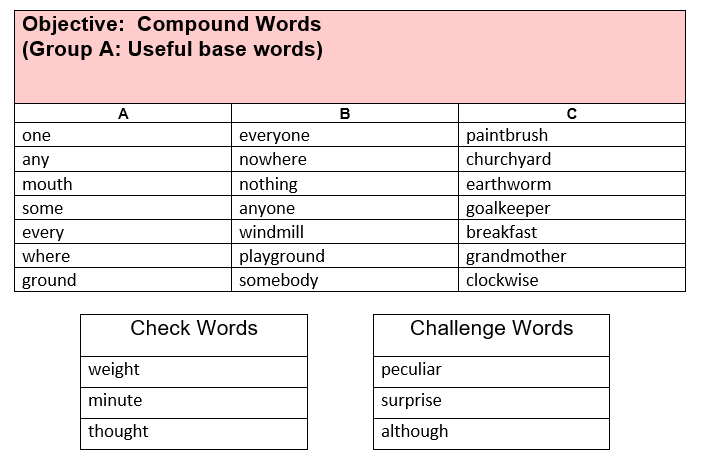 Objective:  Compound Words
(Group A: Useful base words)
A B C
one everyone paintbrush
any nowhere churchyard
mouth nothing earthworm
some anyone goalkeeper
every windmill breakfast
where playground grandmother
ground somebody clockwise
Check Words Challenge Words
weight peculiar
minute surprise
thought although